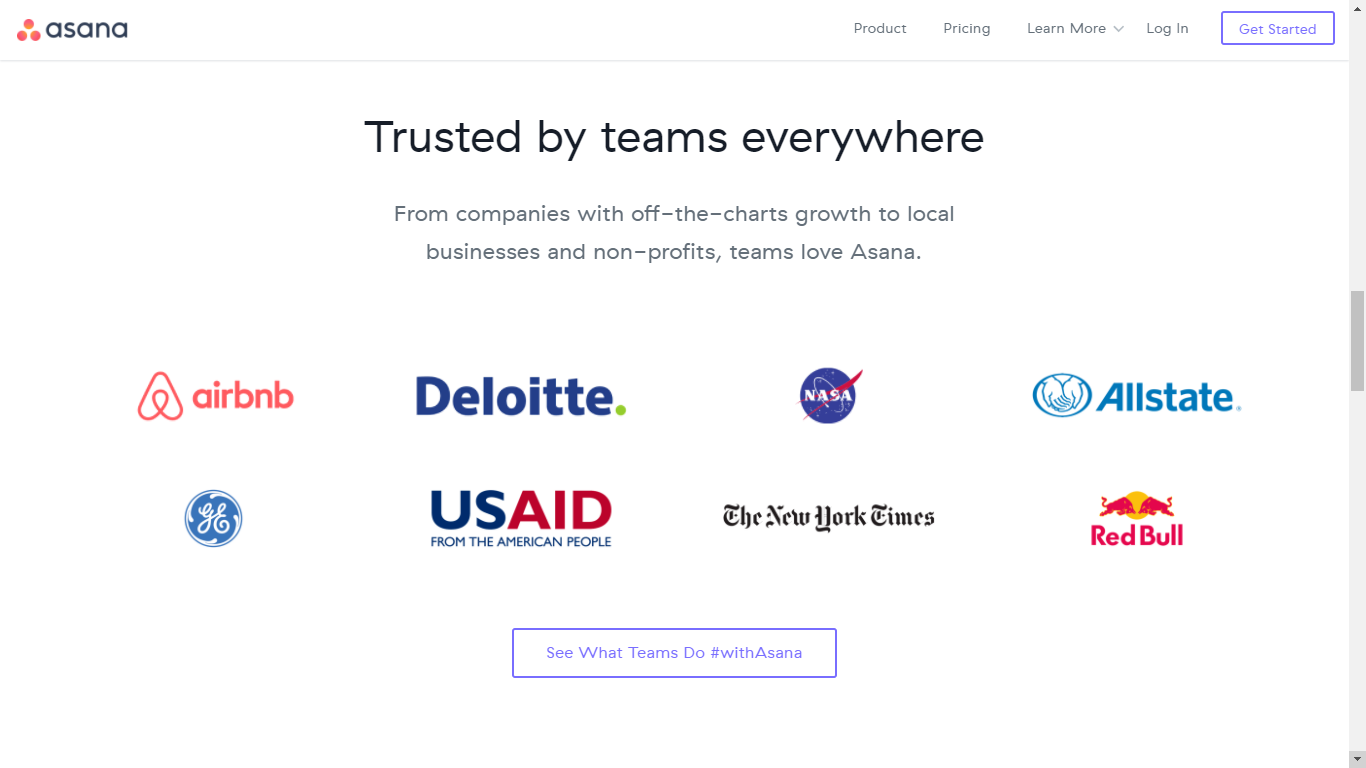 asana
Product Pricing Learn More Log In Get Started
Trusted by teams everywhere
From companies with off-the-charts growth to local
businesses and non-profits, teams love Asana.
airbnb Deloitte. NASA Allstate®
GE USAID The New York Times Red Bull
FROM THE AMERICAN PEOPLE
See What Teams Do #withAsana